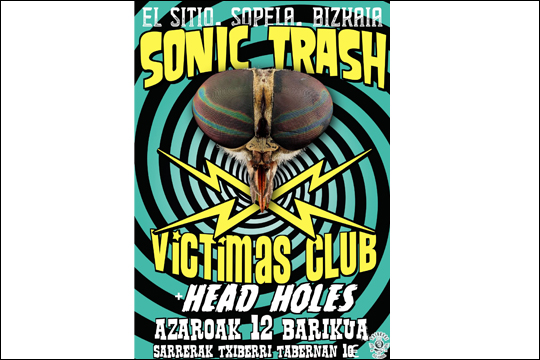 EL SITIO. SOPELA. BIZKAIA
SONIC TRASH
VICTIMAS CLUB
+HEAD HOLES
AZAROAK 12 BARIKUA
SARRERAK TXIBERRI TABERNAN 10€